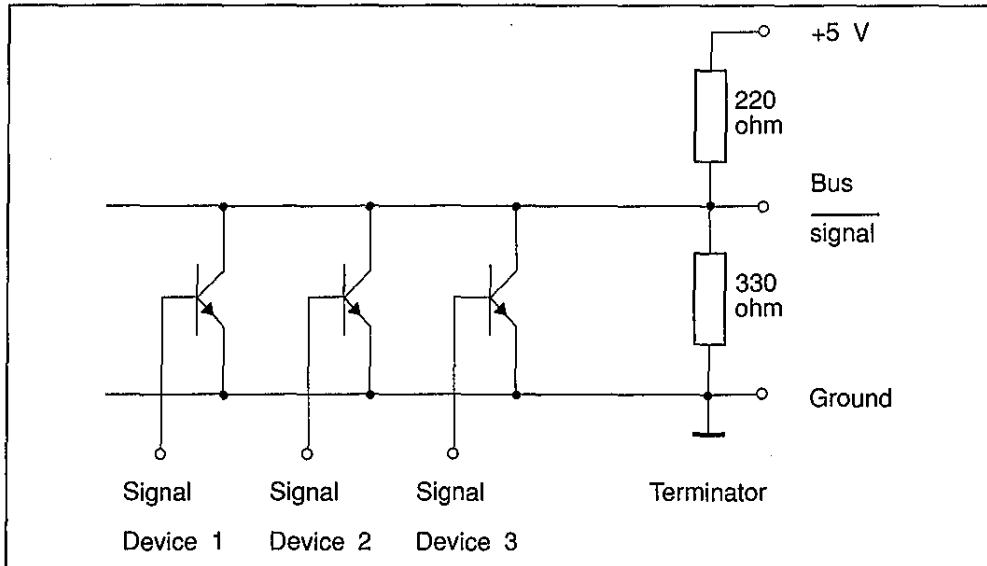 +5 V
220
ohm
Bus
signal
330
ohm
Ground
Signal
Device 1
Signal
Device 2
Signal
Device 3
Terminator